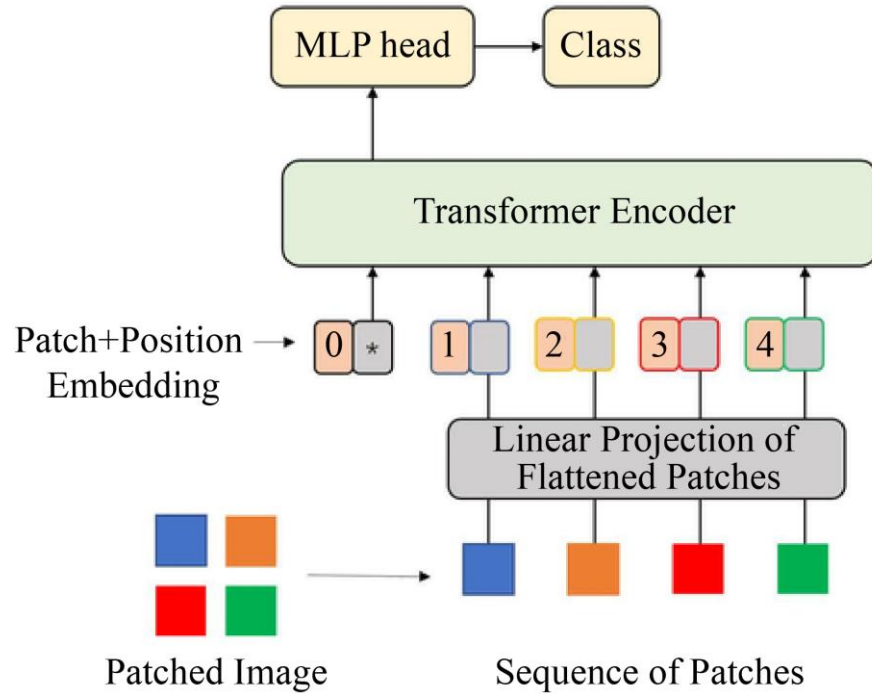 MLP head
Class
Transformer Encoder
Patch+Position
Embedding
0 *
1
2
3
4
Linear Projection of
Flattened Patches
Patched Image
Sequence of Patches